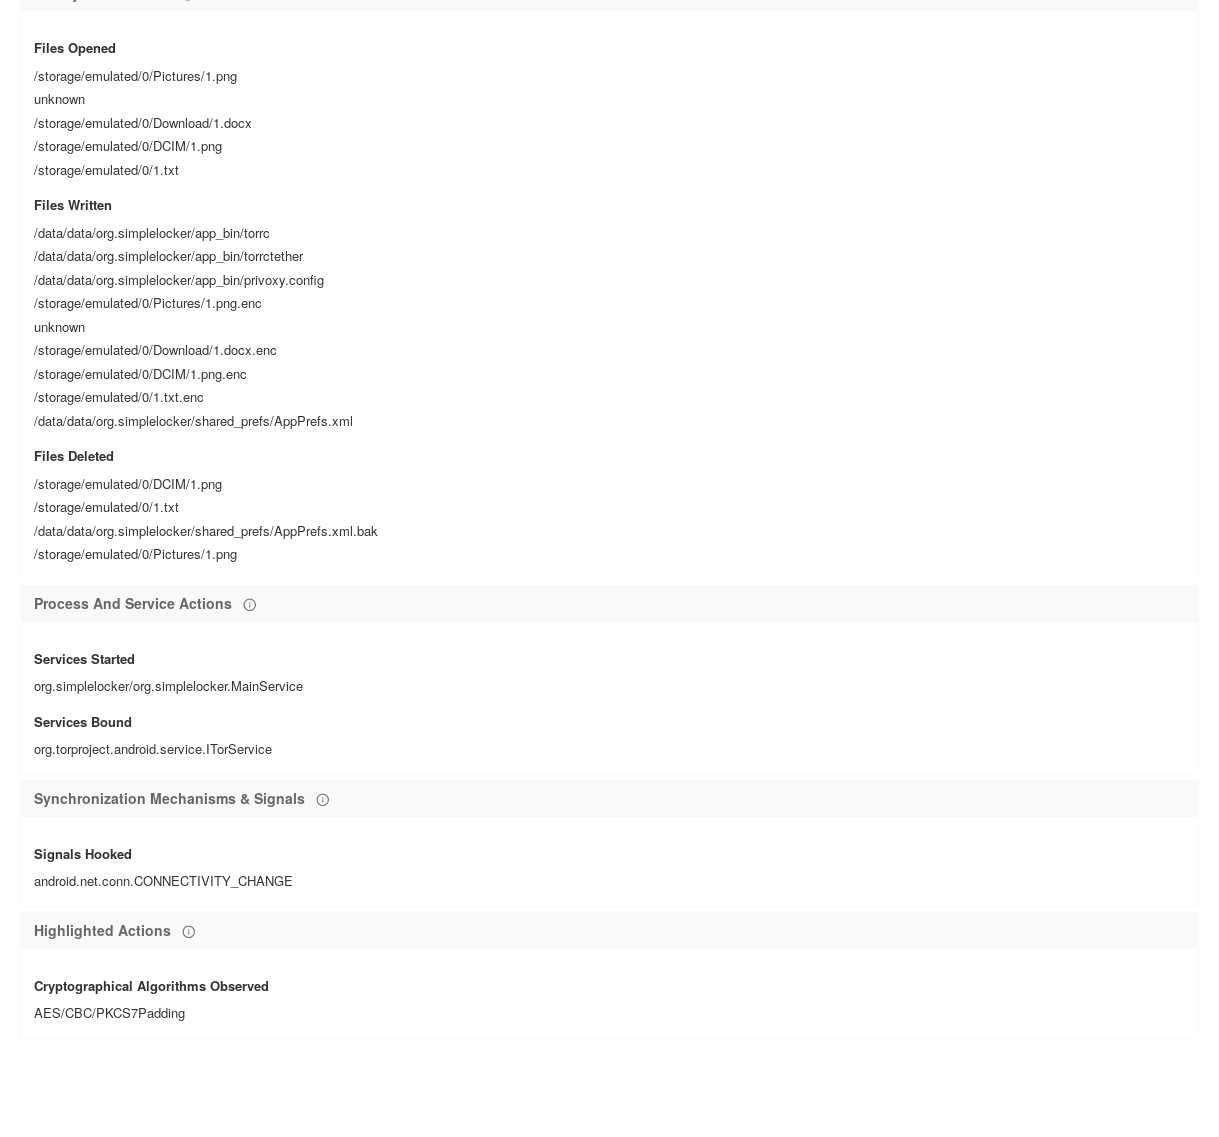 Files Opened
/storage/emulated/0/Pictures/1.png
unknown
/storage/emulated/0/Download/1.docx
/storage/emulated/0/DCIM/1.png
/storage/emulated/0/1.txt
Files Written
/data/data/org.simplelocker/app_bin/torrc
/data/data/org.simplelocker/app_bin/torrctether
/data/data/org.simplelocker/app_bin/privoxy.config
/storage/emulated/0/Pictures/1.png.enc
unknown
/storage/emulated/0/Download/1.docx.enc
/storage/emulated/0/DCIM/1.png.enc
/storage/emulated/0/1.txt.enc
/data/data/org.simplelocker/shared_prefs/AppPrefs.xml
Files Deleted
/storage/emulated/0/DCIM/1.png
/storage/emulated/0/1.txt
/data/data/org.simplelocker/shared_prefs/AppPrefs.xml.bak
/storage/emulated/0/Pictures/1.png
Process And Service Actions
Services Started
org.simplelocker/org.simplelocker.MainService
Services Bound
org.torproject.android.service.ITorService
Synchronization Mechanisms & Signals
Signals Hooked
android.net.conn.CONNECTIVITY_CHANGE
Highlighted Actions
Cryptographical Algorithms Observed
AES/CBC/PKCS7Padding